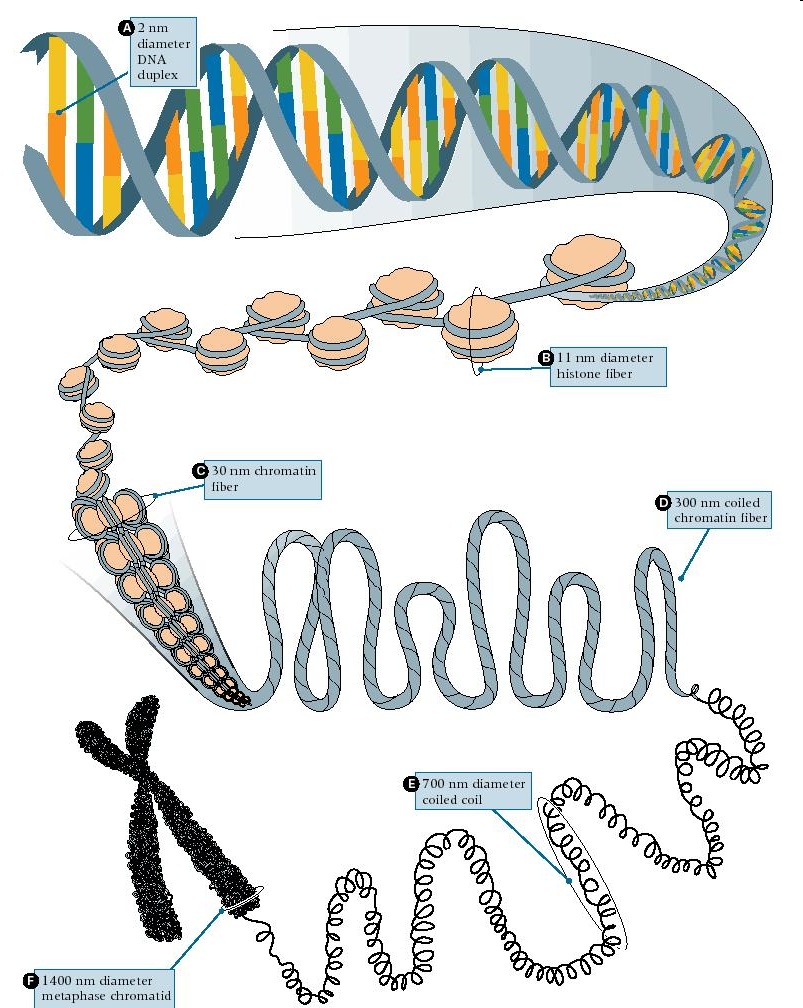 A 2 nm
diameter
DNA
duplex
B 11 nm diameter
histone fiber
C 30 nm chromatin
fiber
D 300 nm coiled
chromatin fiber
E 700 nm diameter
coiled coil
F 1400 nm diameter
metaphase chromatid